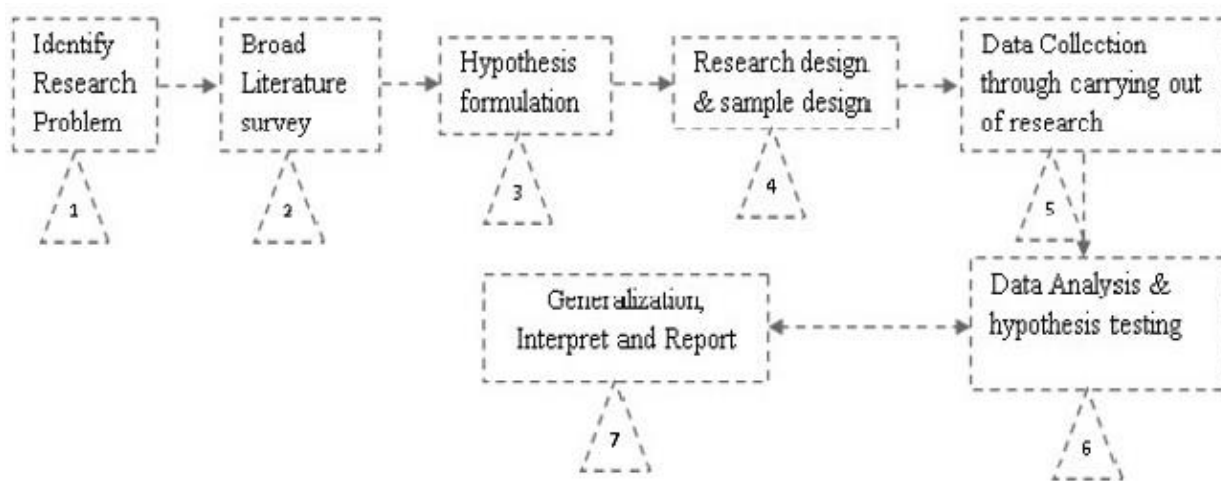 Identify
Research
Problem
Broad
Literature
survey
Hypothesis
formulation
Research design
& sample design
Data Collection
through carrying out
of research
1
2
3
4
5
Generalization,
Interpret and Report
Data Analysis &
hypothesis testing
7
6